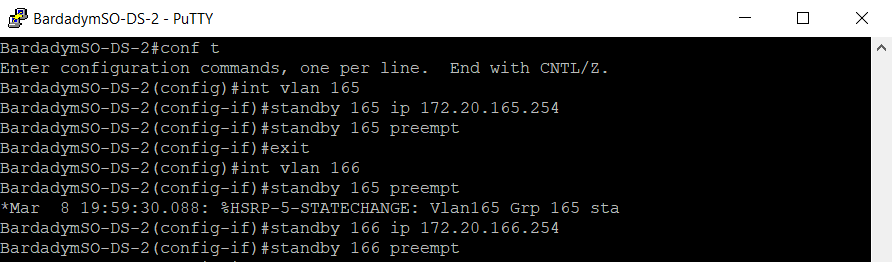 BardadymSO-DS-2 - PuTTY
BardadymSO-DS-2#conf t
Enter configuration commands, one per line.  End with CNTL/Z.
BardadymSO-DS-2(config)#int vlan 165
BardadymSO-DS-2(config-if)#standby 165 ip 172.20.165.254
BardadymSO-DS-2(config-if)#standby 165 preempt
BardadymSO-DS-2(config-if)#exit
BardadymSO-DS-2(config)#int vlan 166
BardadymSO-DS-2(config-if)#standby 165 preempt
*Mar  8 19:59:30.088: %HSRP-5-STATECHANGE: Vlan165 Grp 165 sta
BardadymSO-DS-2(config-if)#standby 166 ip 172.20.166.254
BardadymSO-DS-2(config-if)#standby 166 preempt